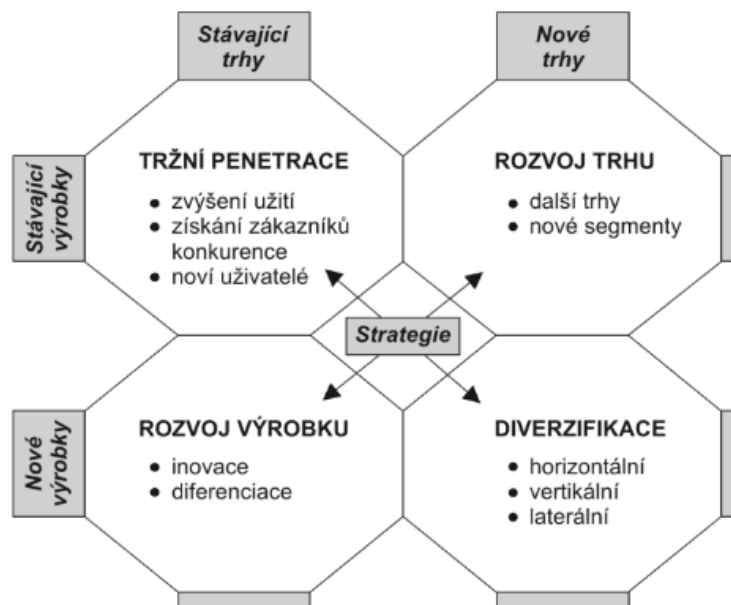 Stávající
trhy
Nové
trhy
Stávající
výrobky
TRŽNÍ PENETRACE
• zvýšení užití
• získání zákazníků
konkurence
• noví uživatelé
ROZVOJ TRHU
• další trhy
• nové segmenty
Strategie
Nové
výrobky
ROZVOJ VÝROBKU
• inovace
• diferenciace
DIVERZIFIKACE
• horizontální
• vertikální
• laterální